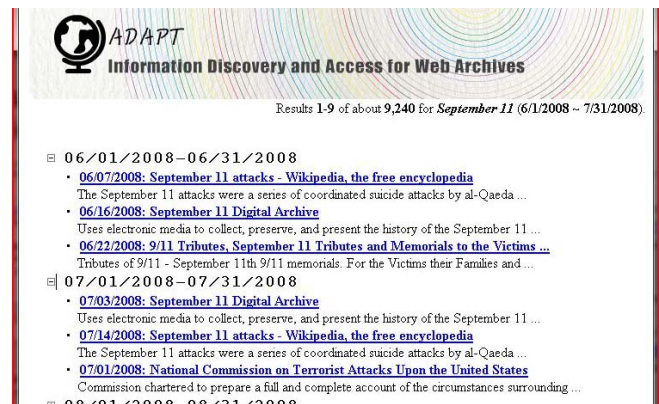 ADAPT
Information Discovery and Access for Web Archives
Results 1-9 of about 9,240 for September 11 (6/1/2008 ~ 7/31/2008).
06/01/2008-06/31/2008
06/07/2008: September 11 attacks - Wikipedia, the free encyclopedia
The September 11 attacks were a series of coordinated suicide attacks by al-Qaeda ...
06/16/2008: September 11 Digital Archive
Uses electronic media to collect, preserve, and present the history of the September 11 ...
06/22/2008: 9/11 Tributes, September 11 Tributes and Memorials to the Victims ...
Tributes of 9/11 - September 11th 9/11 memorials. For the Victims their Families and ...
07/01/2008-07/31/2008
07/03/2008: September 11 Digital Archive
Uses electronic media to collect, preserve, and present the history of the September 11 ...
07/14/2008: September 11 attacks - Wikipedia, the free encyclopedia
The September 11 attacks were a series of coordinated suicide attacks by al-Qaeda ...
07/01/2008: National Commission on Terrorist Attacks Upon the United States
Commission chartered to prepare a full and complete account of the circumstances surrounding ...
08/01/2008-08/31/2008